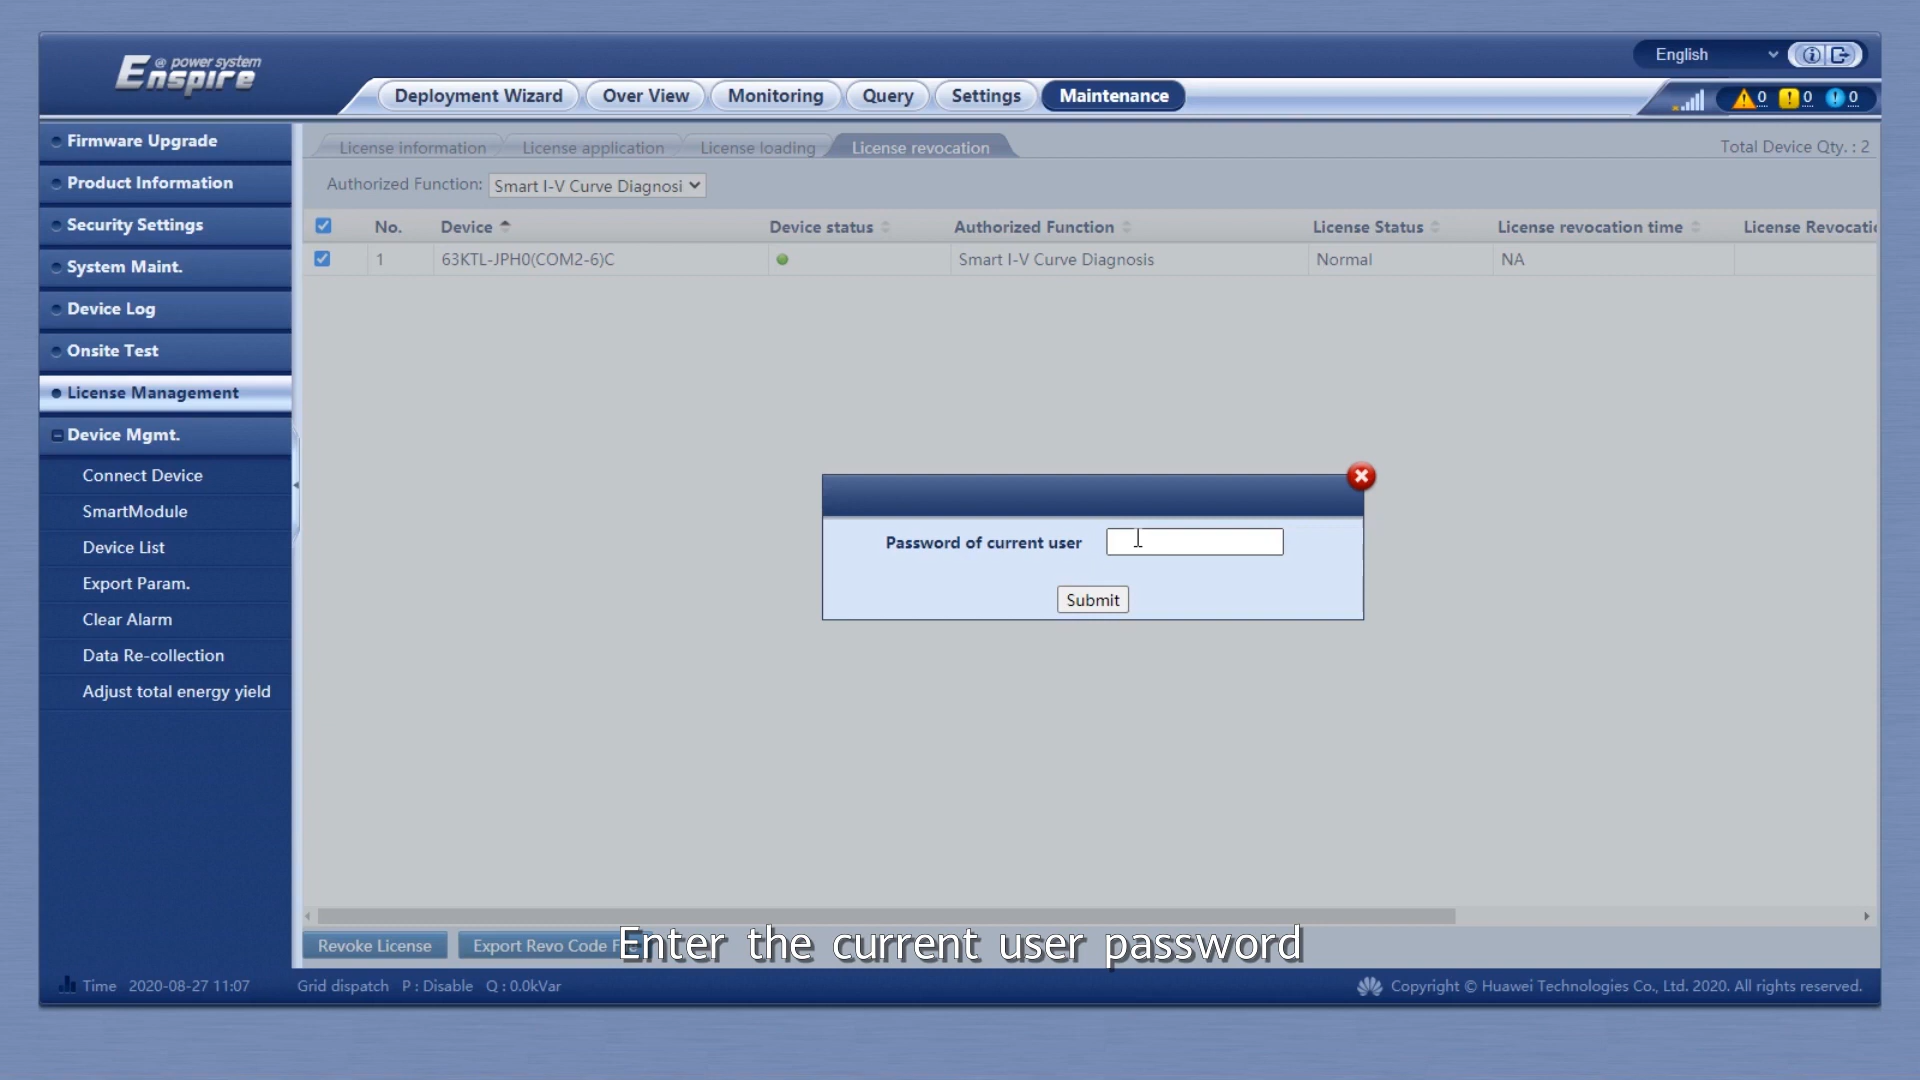 Enspire @ power system
English
Deployment Wizard Over View Monitoring Query Settings Maintenance
0 0 0
Firmware Upgrade
Product Information
Security Settings
System Maint.
Device Log
Onsite Test
License Management
Device Mgmt.
Connect Device
SmartModule
Device List
Export Param.
Clear Alarm
Data Re-collection
Adjust total energy yield
License information License application License loading License revocation Total Device Qty. : 2
Authorized Function: Smart I-V Curve Diagnosi
No. Device Device status Authorized Function License Status License revocation time License Revocati
1 63KTL-JPH0(COM2-6)C Smart I-V Curve Diagnosis Normal NA
Password of current user
Submit
Revoke License Export Revo Code
Enter the current user password
Time 2020-08-27 11:07 Grid dispatch P : Disable Q : 0.0kVar Copyright © Huawei Technologies Co., Ltd. 2020. All rights reserved.